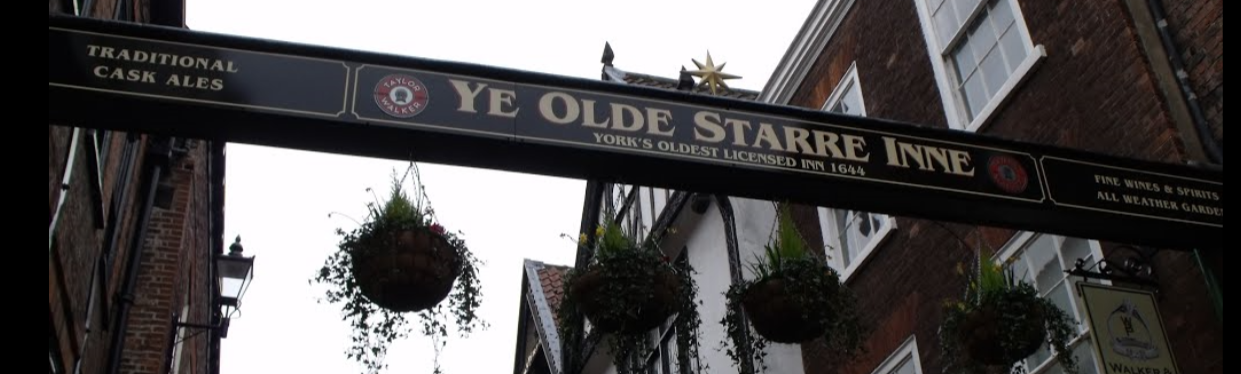 TRADITIONAL
CASK ALES
TAYLOR
WALKER
YE OLDE STARRE INNE
YORK'S OLDEST LICENSED INN 1644
FINE WINES & SPIRITS
ALL WEATHER GARDE
WALKER